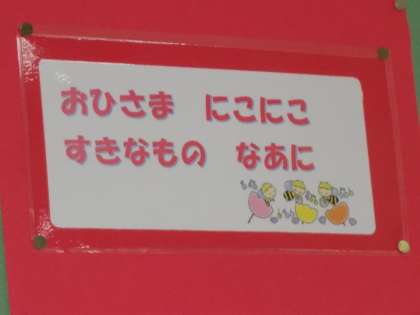 おひさま　にこにこ
すきなもの　なあに